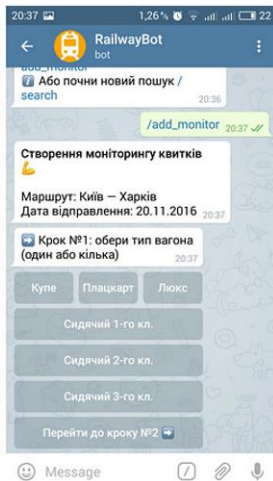 20:37 1,26% 22
RailwayBot
bot
add_monitor
Або почни новий пошук /
search
20:36
/add_monitor 20:37
Створення моніторингу квитків
Маршрут: Київ — Харків
Дата відправлення: 20.11.2016 20:37
Крок №1: обери тип вагона
(один або кілька) 20:37
Купе Плацкарт Люкс
Сидячий 1-го кл.
Сидячий 2-го кл.
Сидячий 3-го кл.
Перейти до кроку №2
Message